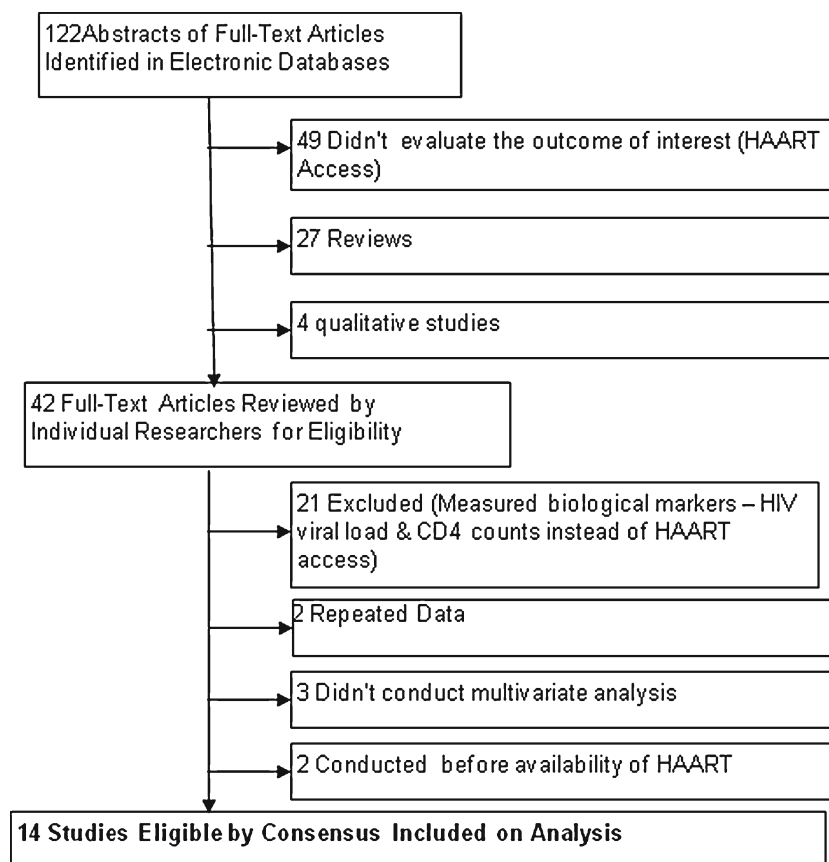 122Abstracts of Full-Text Articles
Identified in Electronic Databases
49 Didn't evaluate the outcome of interest (HAART
Access)
27 Reviews
4 qualitative studies
42 Full-Text Articles Reviewed by
Individual Researchers for Eligibility
21 Excluded (Measured biological markers – HIV
viral load & CD4 counts instead of HAART
access)
2 Repeated Data
3 Didn't conduct multivariate analysis
2 Conducted before availability of HAART
14 Studies Eligible by Consensus Included on Analysis